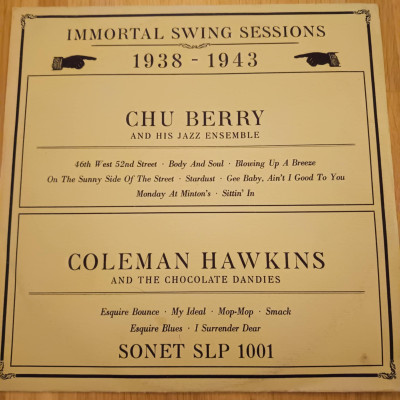 IMMORTAL SWING SESSIONS
1938 - 1943
CHU BERRY
AND HIS JAZZ ENSEMBLE
46th West 52nd Street · Body And Soul · Blowing Up A Breeze
On The Sunny Side Of The Street · Stardust · Gee Baby, Ain't I Good To You
Monday At Minton's · Sittin' In
COLEMAN HAWKINS
AND THE CHOCOLATE DANDIES
Esquire Bounce · My Ideal · Mop-Mop · Smack
Esquire Blues · I Surrender Dear
SONET SLP 1001